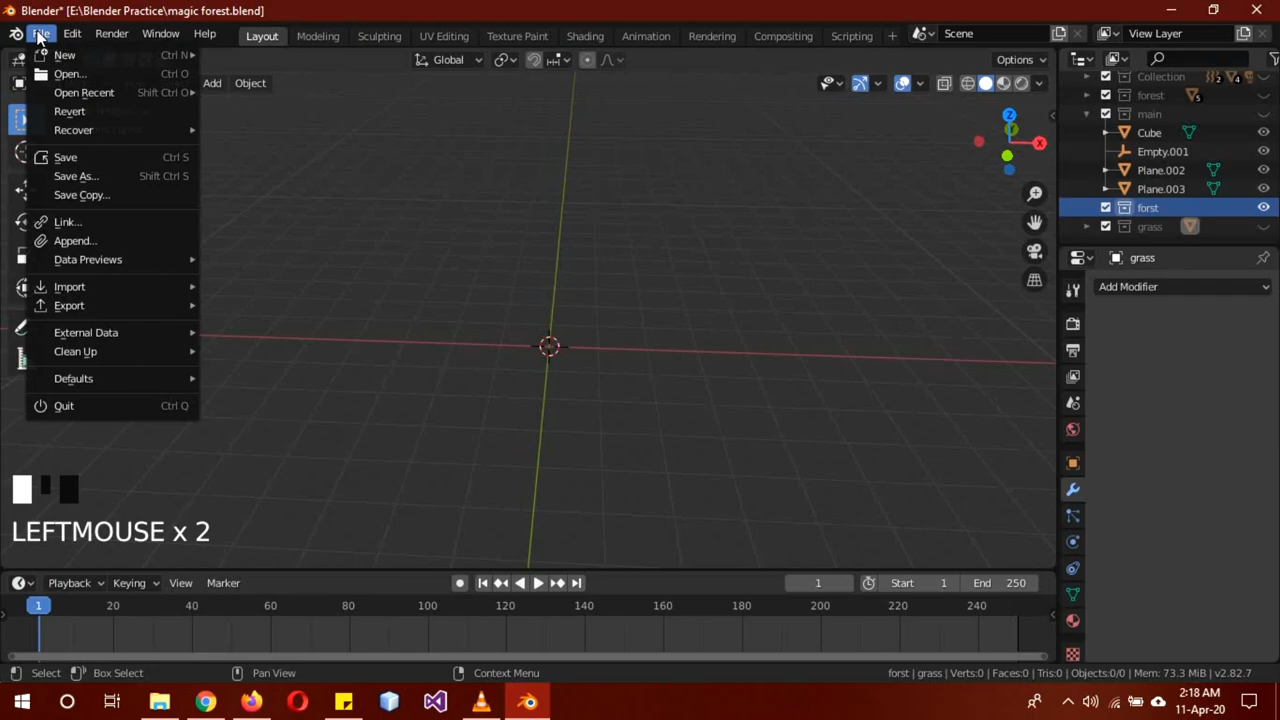 Blender* [E:\Blender Practice\magic forest.blend]
File Edit Render Window Help Layout Modeling Sculpting UV Editing Texture Paint Shading Animation Rendering Compositing Scripting + Scene View Layer
New Ctrl N
Open... Ctrl O
Open Recent Shift Ctrl O
Revert
Recover
Save Ctrl S
Save As... Shift Ctrl S
Save Copy...
Link...
Append...
Data Previews
Import
Export
External Data
Clean Up
Defaults
Quit Ctrl Q
Global Options
Add Object
Z
X
Y
Collection 2 4
forest 5
main
Cube
Empty.001
Plane.002
Plane.003
forst
grass
grass
Add Modifier
LEFTMOUSE x 2
Playback Keying View Marker 1 Start 1 End 250
1 20 40 60 80 100 120 140 160 180 200 220 240
Select Box Select Pan View Context Menu forst | grass | Verts:0 | Faces:0 | Tris:0 | Objects:0/0 | Mem: 73.3 MiB | v2.82.7
2:18 AM
11-Apr-20